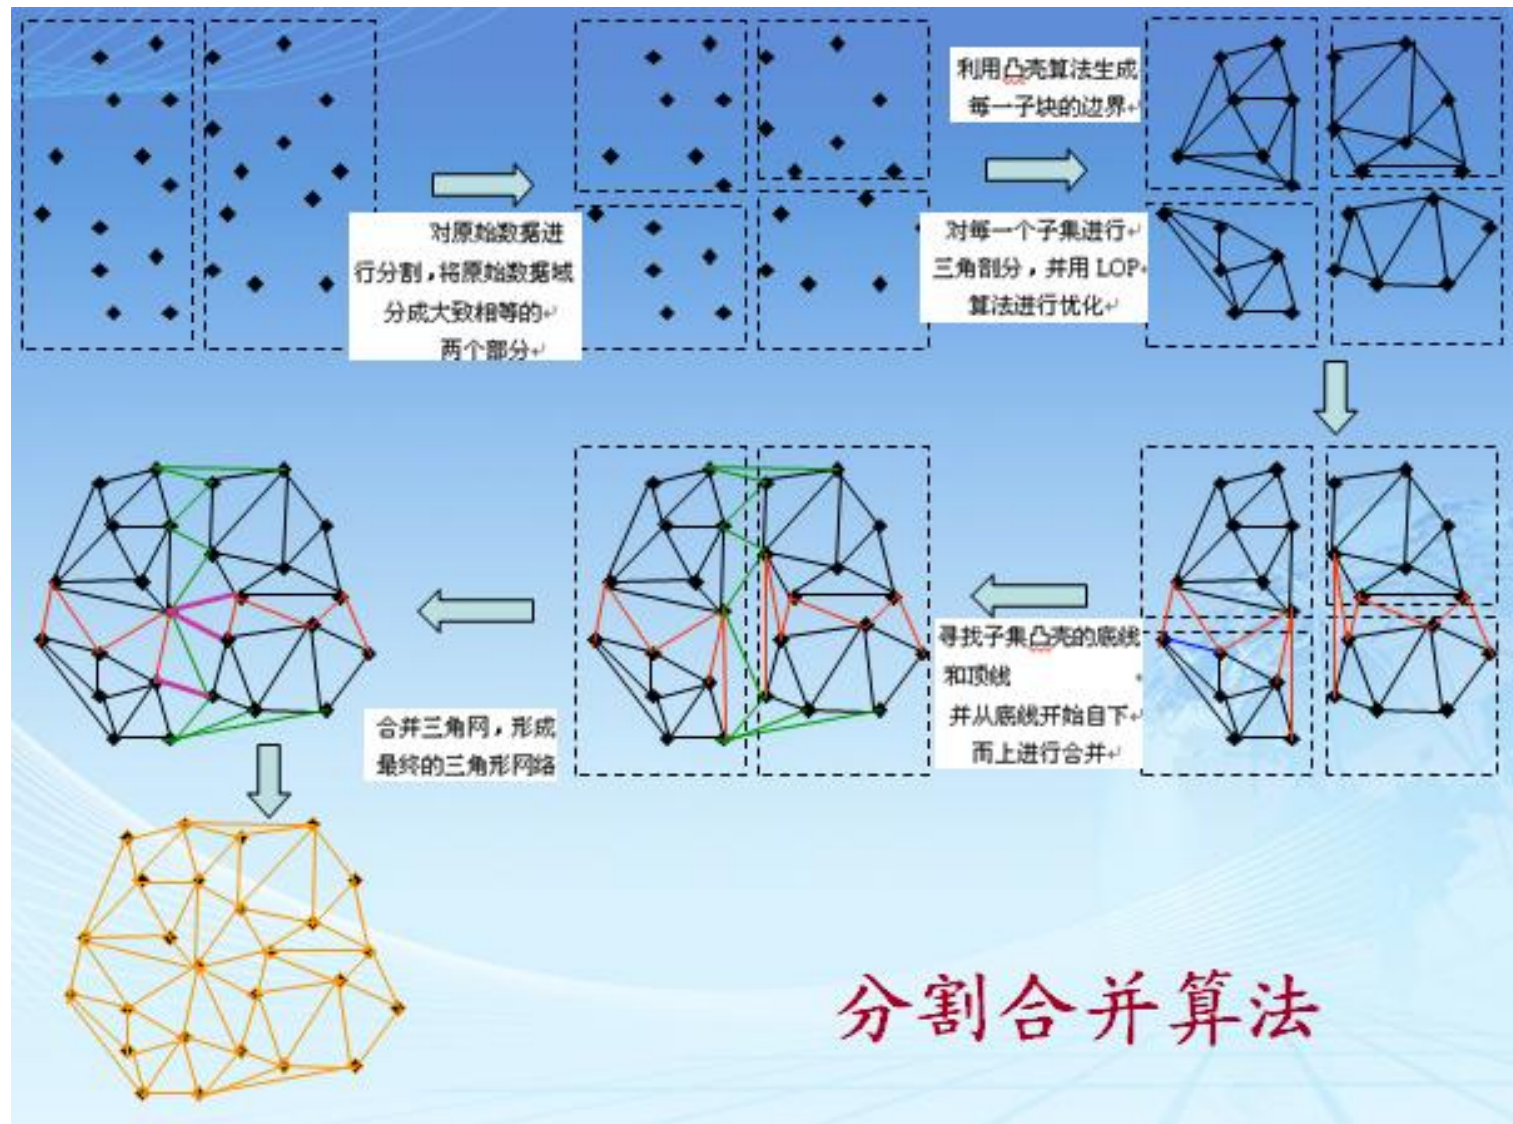 利用凸壳算法生成
每一子块的边界
对原始数据进
行分割，将原始数据域
分成大致相等的
两个部分
对每一个子集进行
三角剖分，并用 LOP
算法进行优化
寻找子集凸壳的底线
和顶线
并从底线开始自下
而上进行合并
合并三角网，形成
最终的三角形网络
分割合并算法